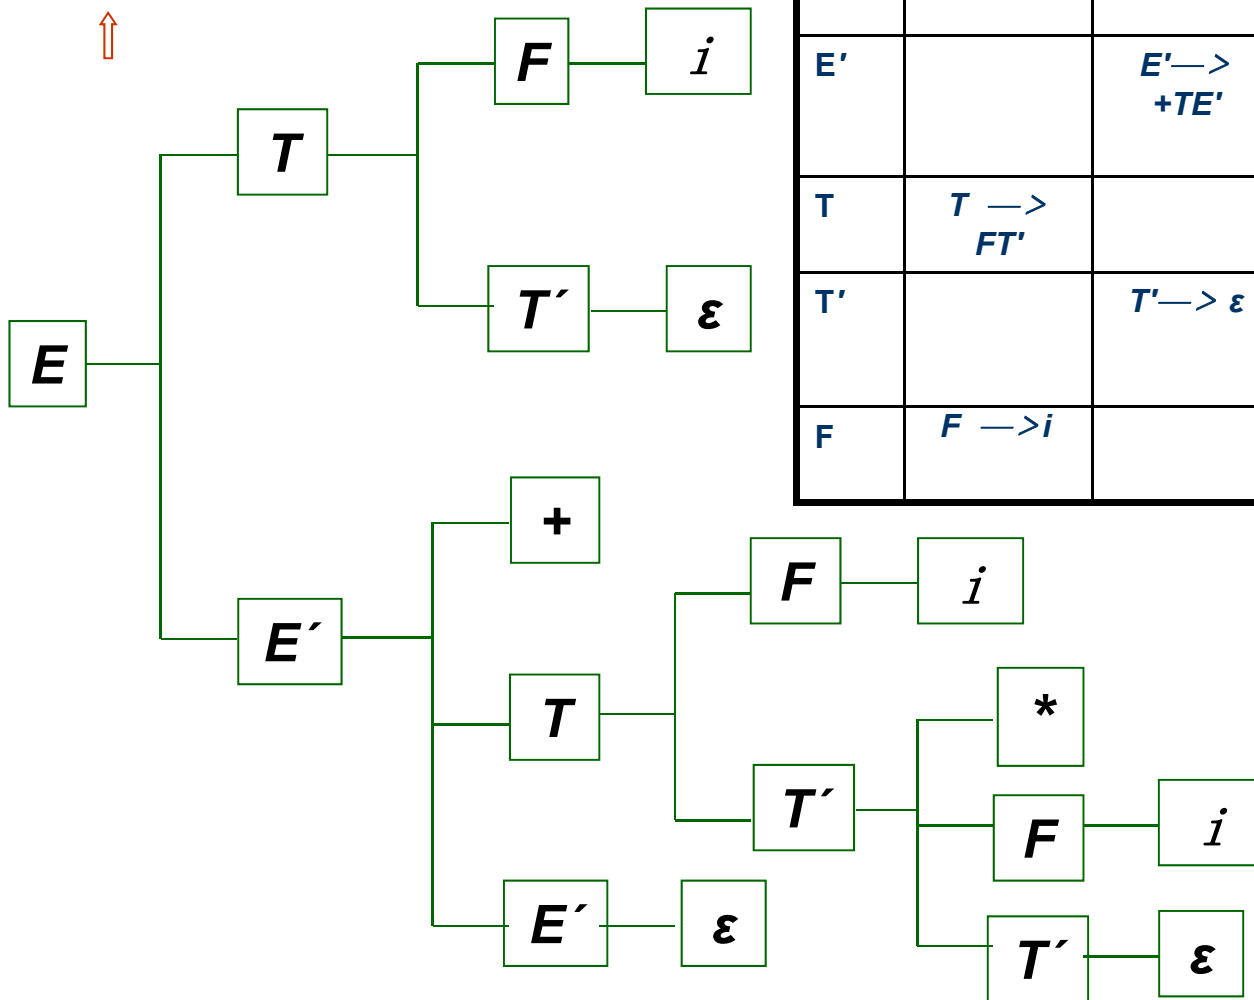 F
i
T
T´
ε
E
+
E´
T
F
i
T´
*
F
i
T´
ε
E´
ε
E′
E′—>
+TE′
T
T —>
FT′
T′
T′—> ε
F
F —>i